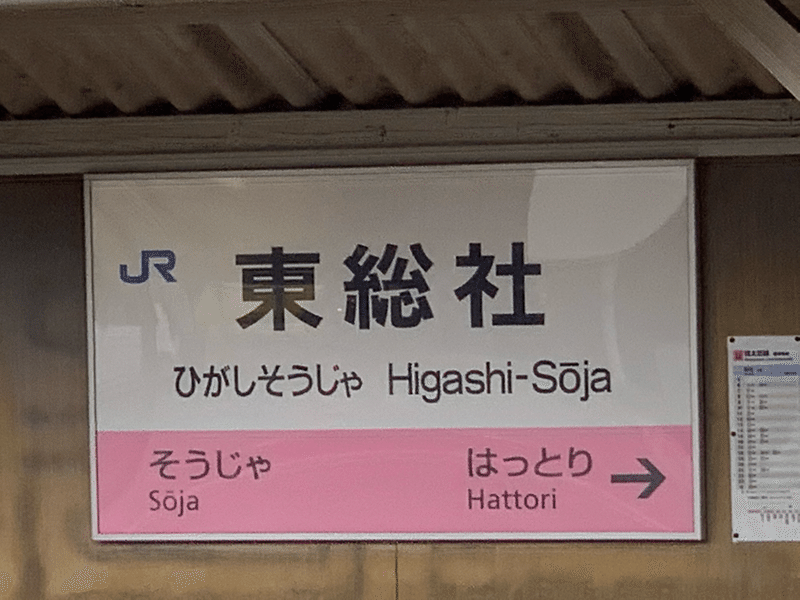 JR 東総社
ひがしそうじゃ Higashi-Sōja
そうじゃ はっとり →
Sōja Hattori